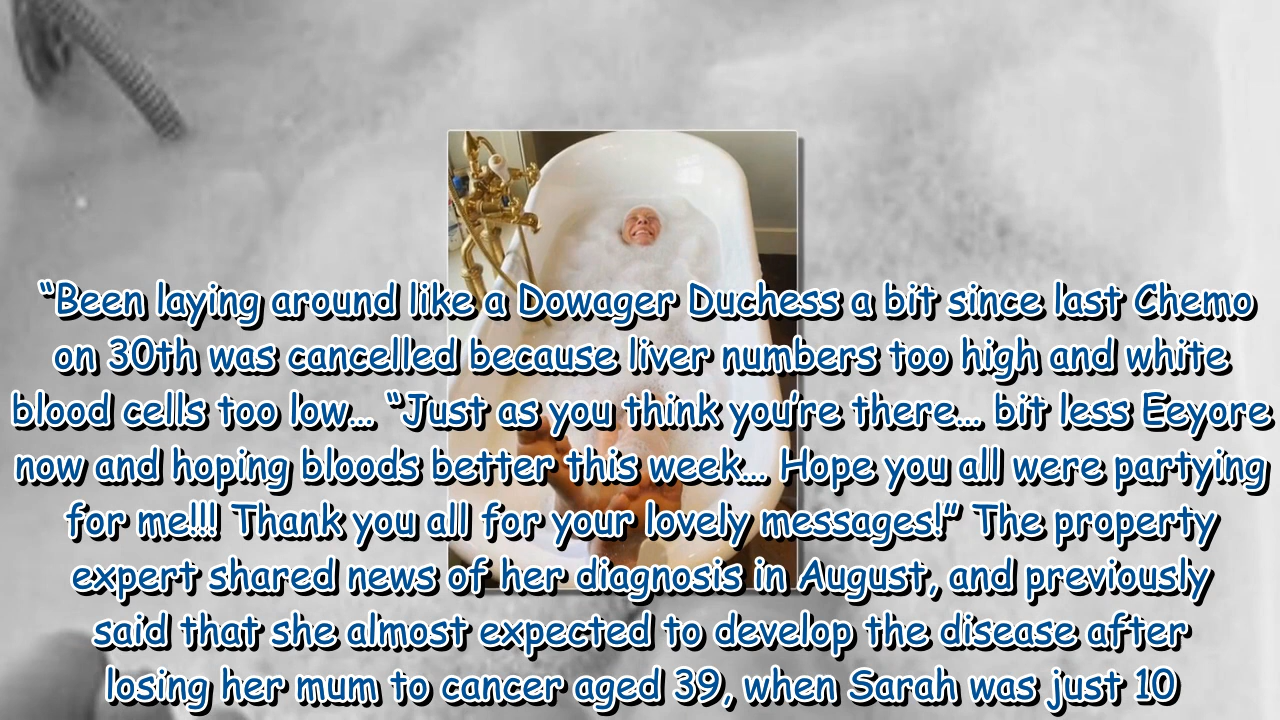 “Been laying around like a Dowager Duchess a bit since last Chemo
on 30th was cancelled because liver numbers too high and white
blood cells too low... “Just as you think you’re there... bit less Eeyore
now and hoping bloods better this week... Hope you all were partying
for me!!! Thank you all for your lovely messages!” The property
expert shared news of her diagnosis in August, and previously
said that she almost expected to develop the disease after
losing her mum to cancer aged 39, when Sarah was just 10